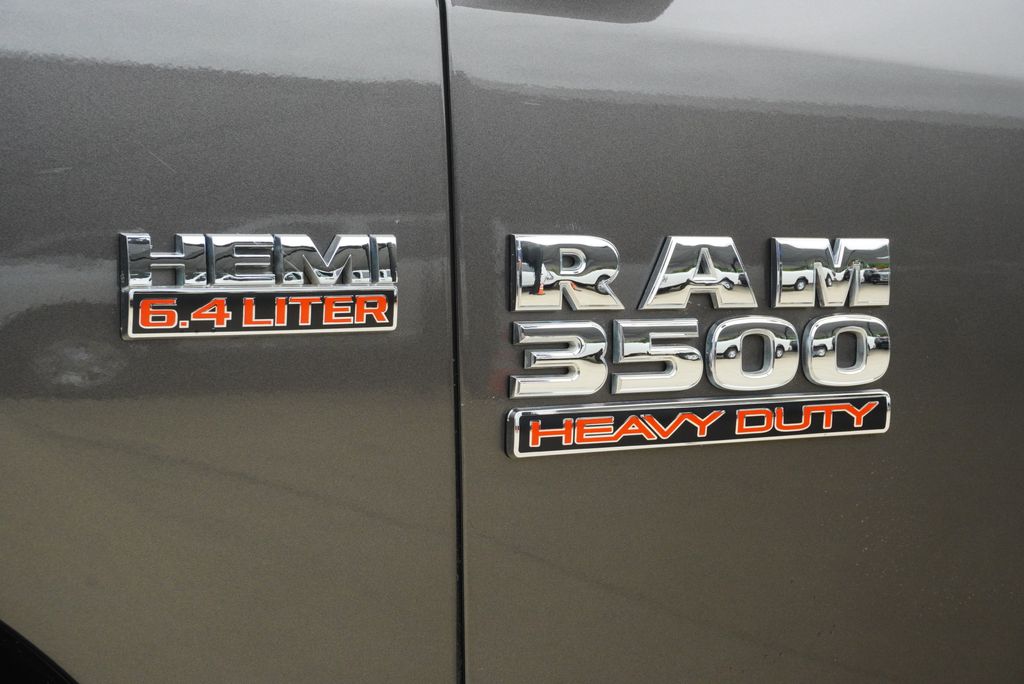 HEMI
6.4 LITER
RAM
3500
HEAVY DUTY